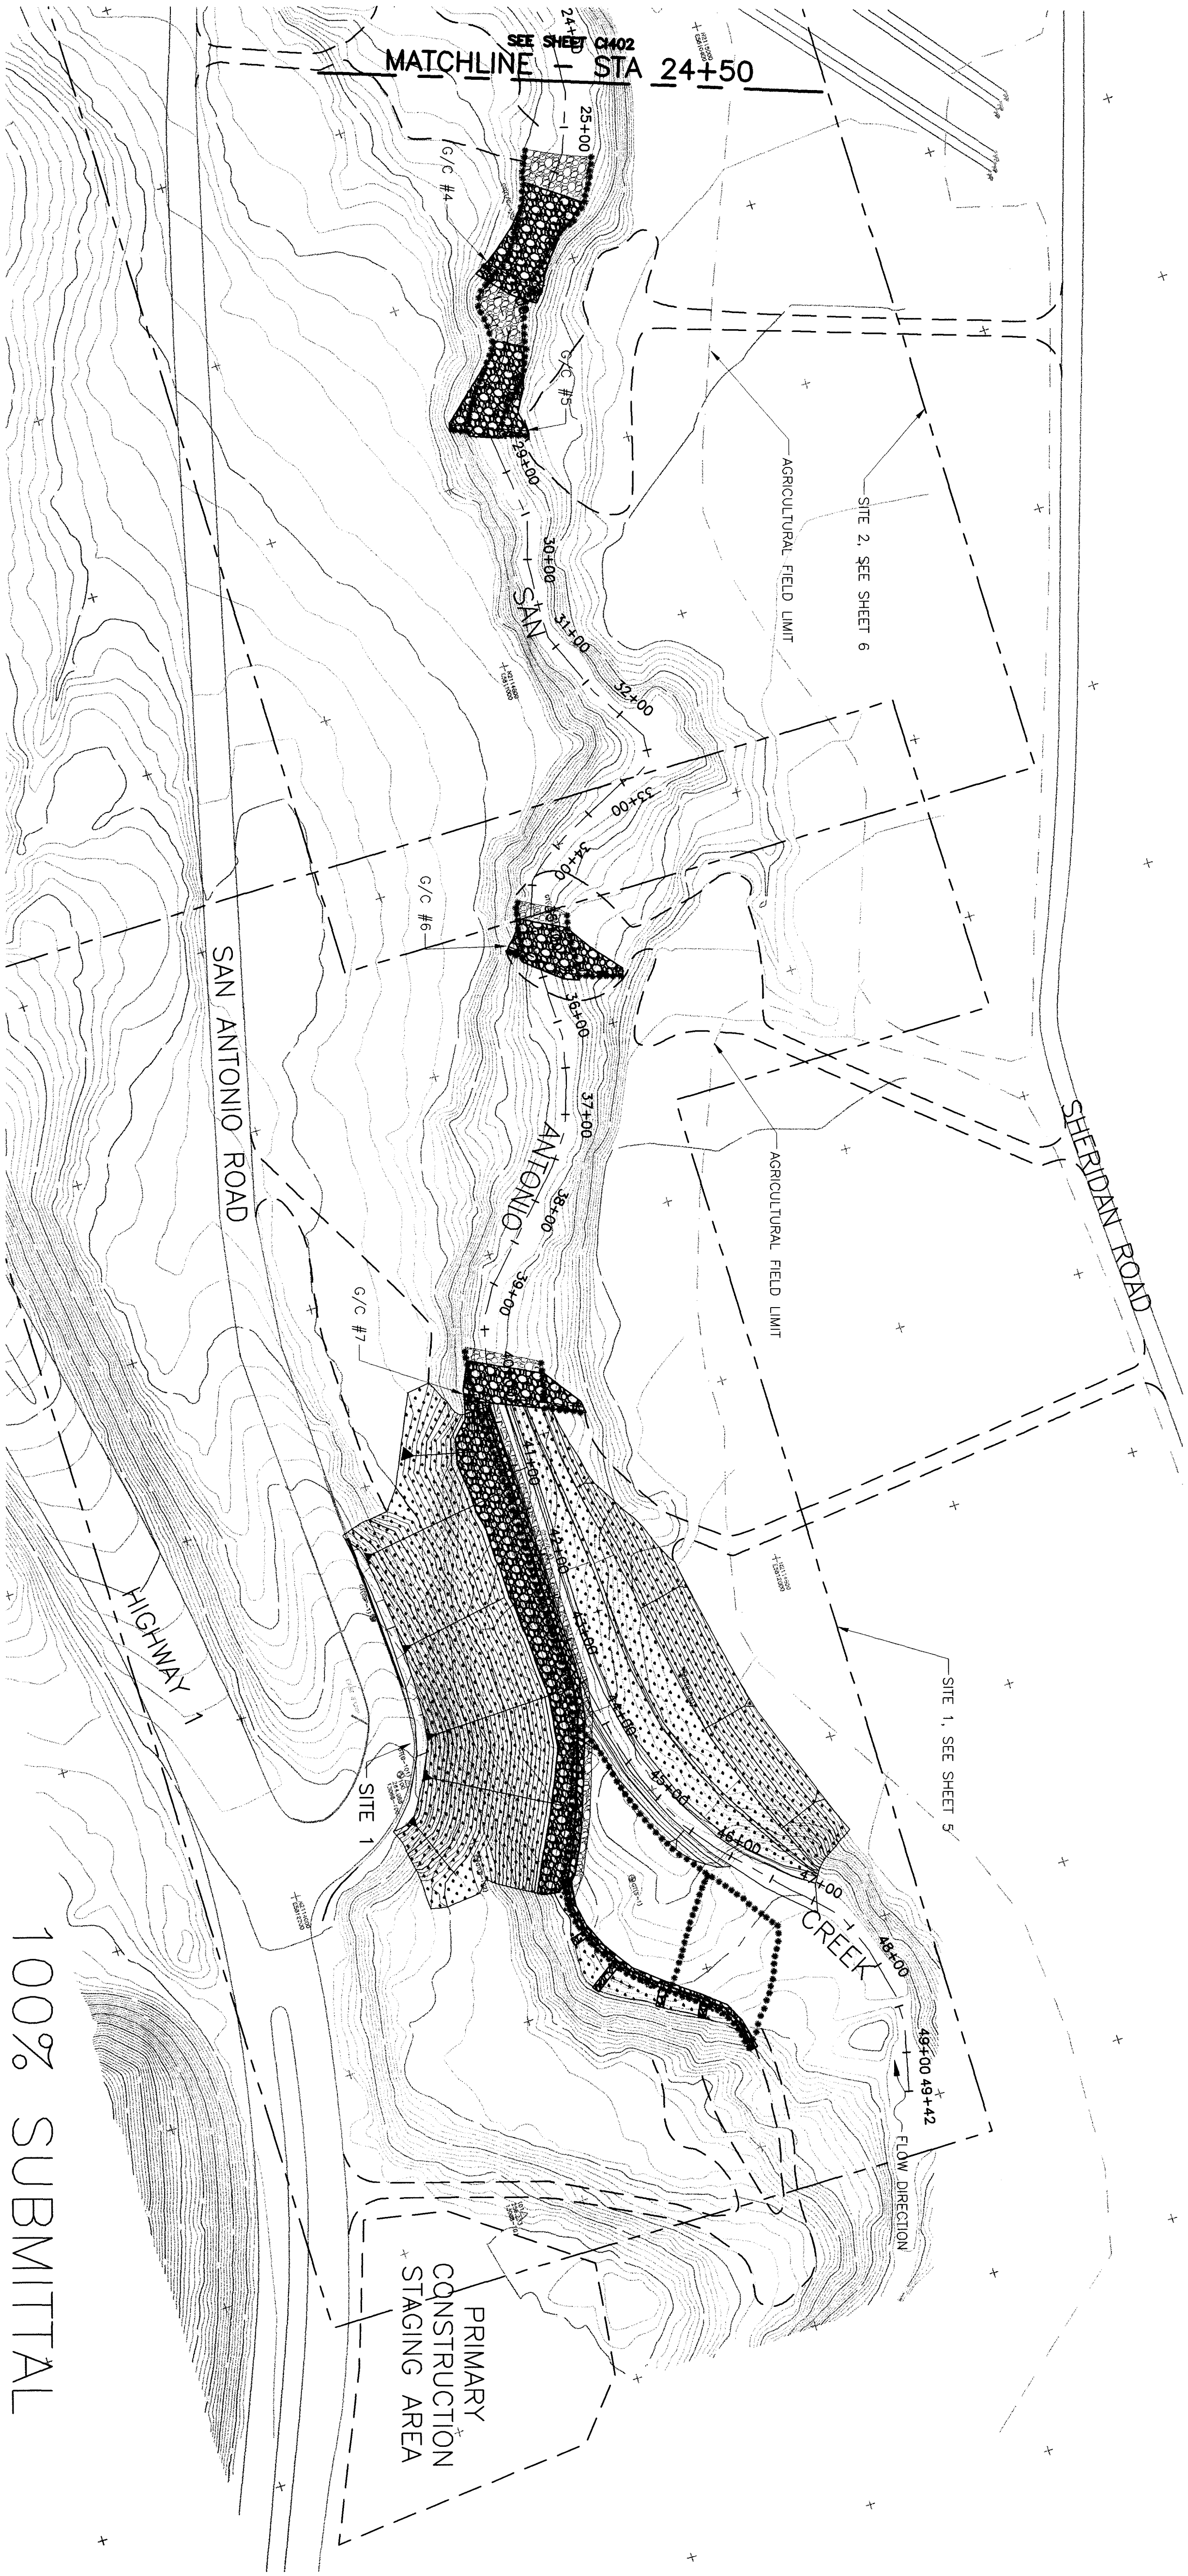 24+
SEE SHEET C1402
MATCHLINE - STA 24+50
25+00
G/C #4
G/C #5
29+00
30+00
SAN
31+00
32+00
AGRICULTURAL FIELD LIMIT
SITE 2, SEE SHEET 6
33+00
34+00
G/C #6
36+00
37+00
ANTONIO
38+00
39+00
SAN ANTONIO ROAD
SHERIDAN ROAD
AGRICULTURAL FIELD LIMIT
G/C #7
41+00
42+00
43+00
44+00
45+00
46+00
47+00
CREEK
48+00
49+00
49+42
FLOW DIRECTION
HIGHWAY 1
SITE 1
SITE 1, SEE SHEET 5
PRIMARY
CONSTRUCTION
STAGING AREA
100% SUBMITTAL